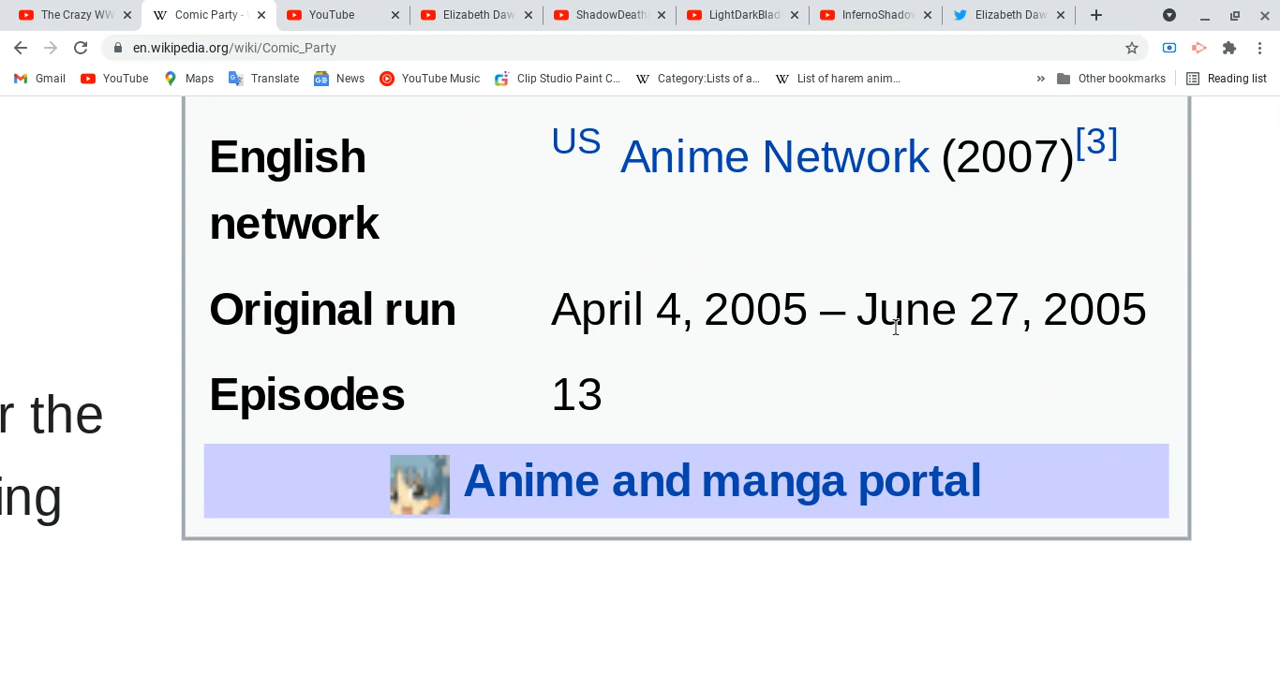 The Crazy WW
Comic Party - 
YouTube
Elizabeth Daw
ShadowDeath
LightDarkBlad
InfernoShado
Elizabeth Daw
en.wikipedia.org/wiki/Comic_Party
Gmail
YouTube
Maps
Translate
News
YouTube Music
Clip Studio Paint C...
Category:Lists of a...
List of harem anim...
»
Other bookmarks
Reading list
English network
US Anime Network (2007)[3]
Original run April 4, 2005 – June 27, 2005
r the
Episodes 13
ing
Anime and manga portal